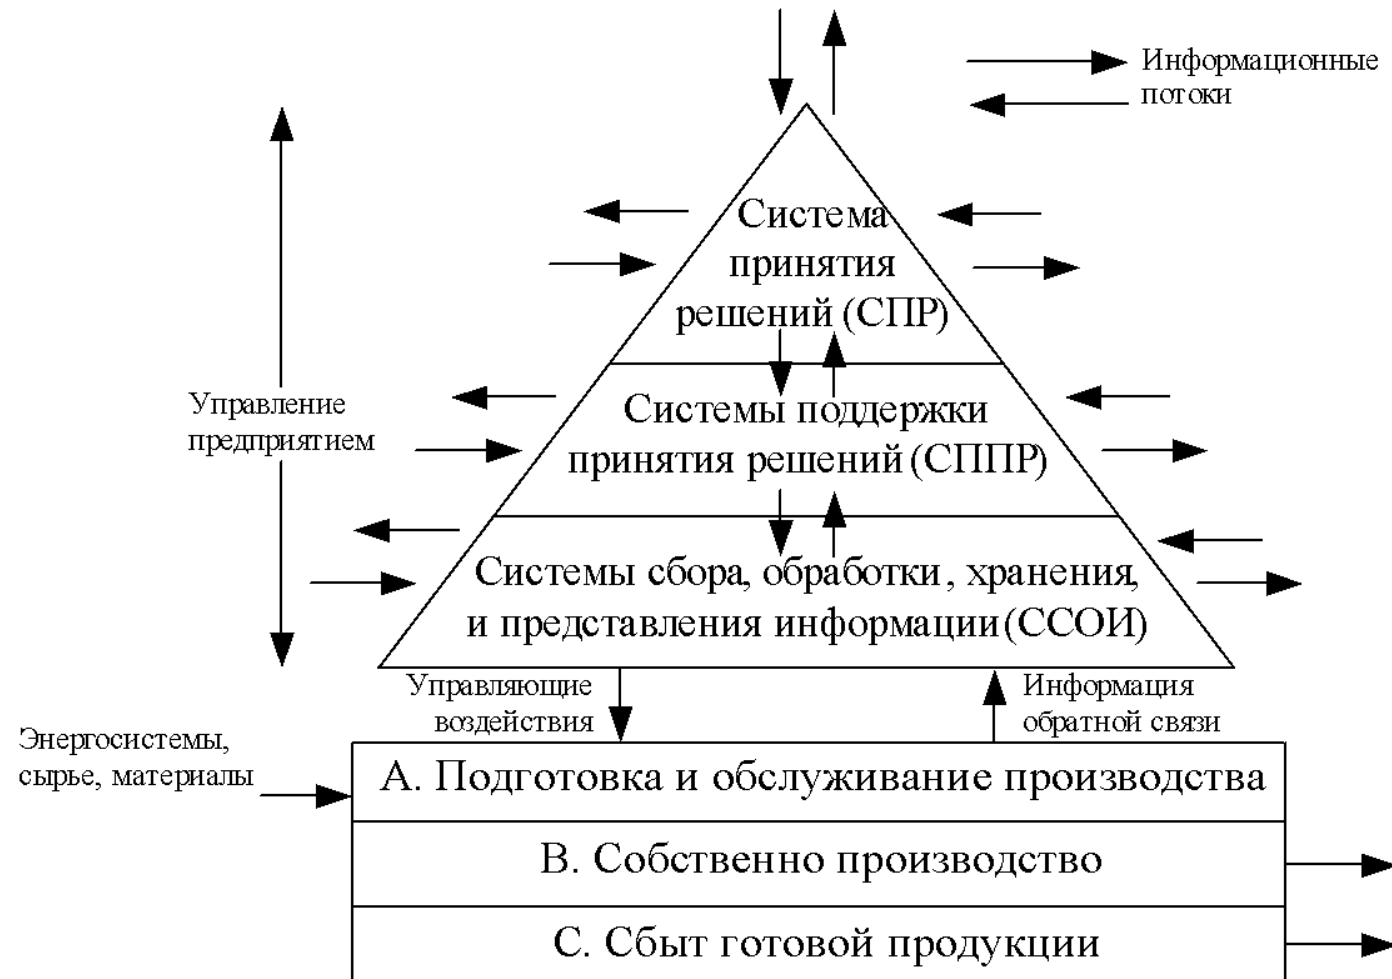 Информационные
потоки
Система
принятия
решений (СПР)
Управление
предприятием
Системы поддержки
принятия решений (СППР)
Системы сбора, обработки, хранения,
и представления информации (ССОИ)
Управляющие
воздействия
Информация
обратной связи
Энергосистемы,
сырье, материалы
А. Подготовка и обслуживание производства
В. Собственно производство
С. Сбыт готовой продукции